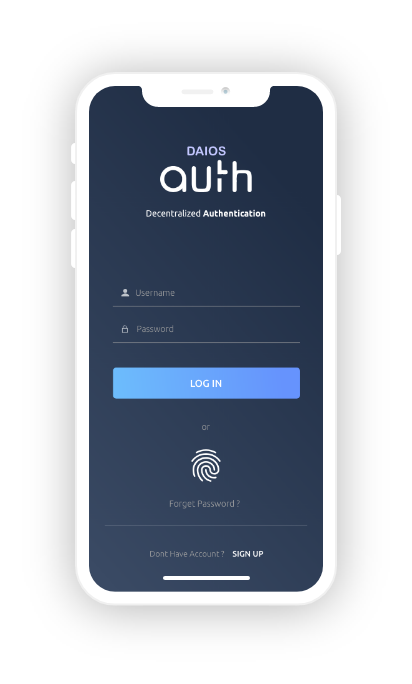 DAIOS
auth
Decentralized Authentication
Username
Password
LOG IN
or
Forget Password ?
Dont Have Account ? SIGN UP